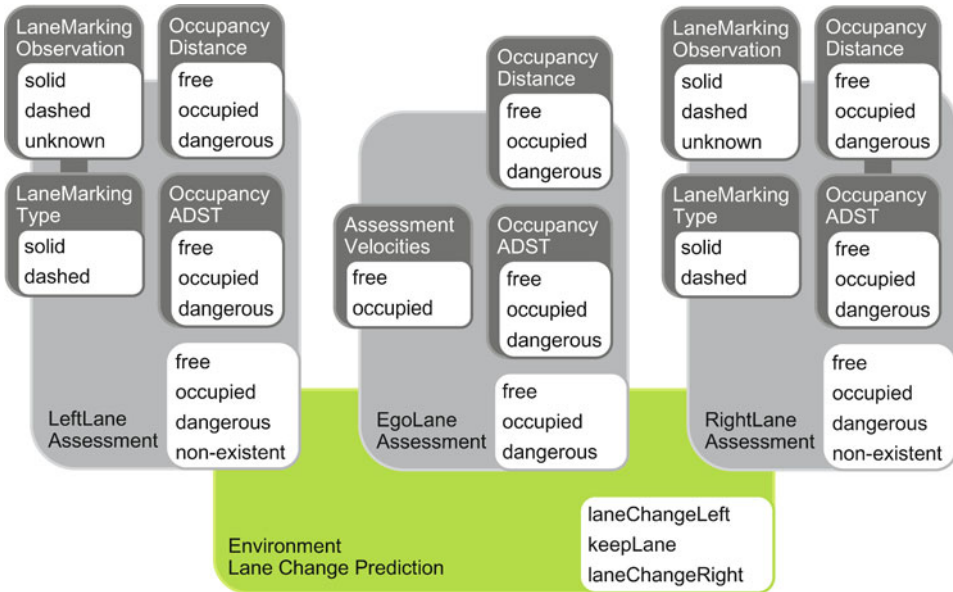 LaneMarking
Observation
solid
dashed
unknown
Occupancy
Distance
free
occupied
dangerous
LaneMarking
Type
solid
dashed
Occupancy
ADST
free
occupied
dangerous
LeftLane
Assessment
free
occupied
dangerous
non-existent
Occupancy
Distance
free
occupied
dangerous
Assessment
Velocities
free
occupied
Occupancy
ADST
free
occupied
dangerous
EgoLane
Assessment
free
occupied
dangerous
LaneMarking
Observation
solid
dashed
unknown
Occupancy
Distance
free
occupied
dangerous
LaneMarking
Type
solid
dashed
Occupancy
ADST
free
occupied
dangerous
RightLane
Assessment
free
occupied
dangerous
non-existent
Environment
Lane Change Prediction
laneChangeLeft
keepLane
laneChangeRight